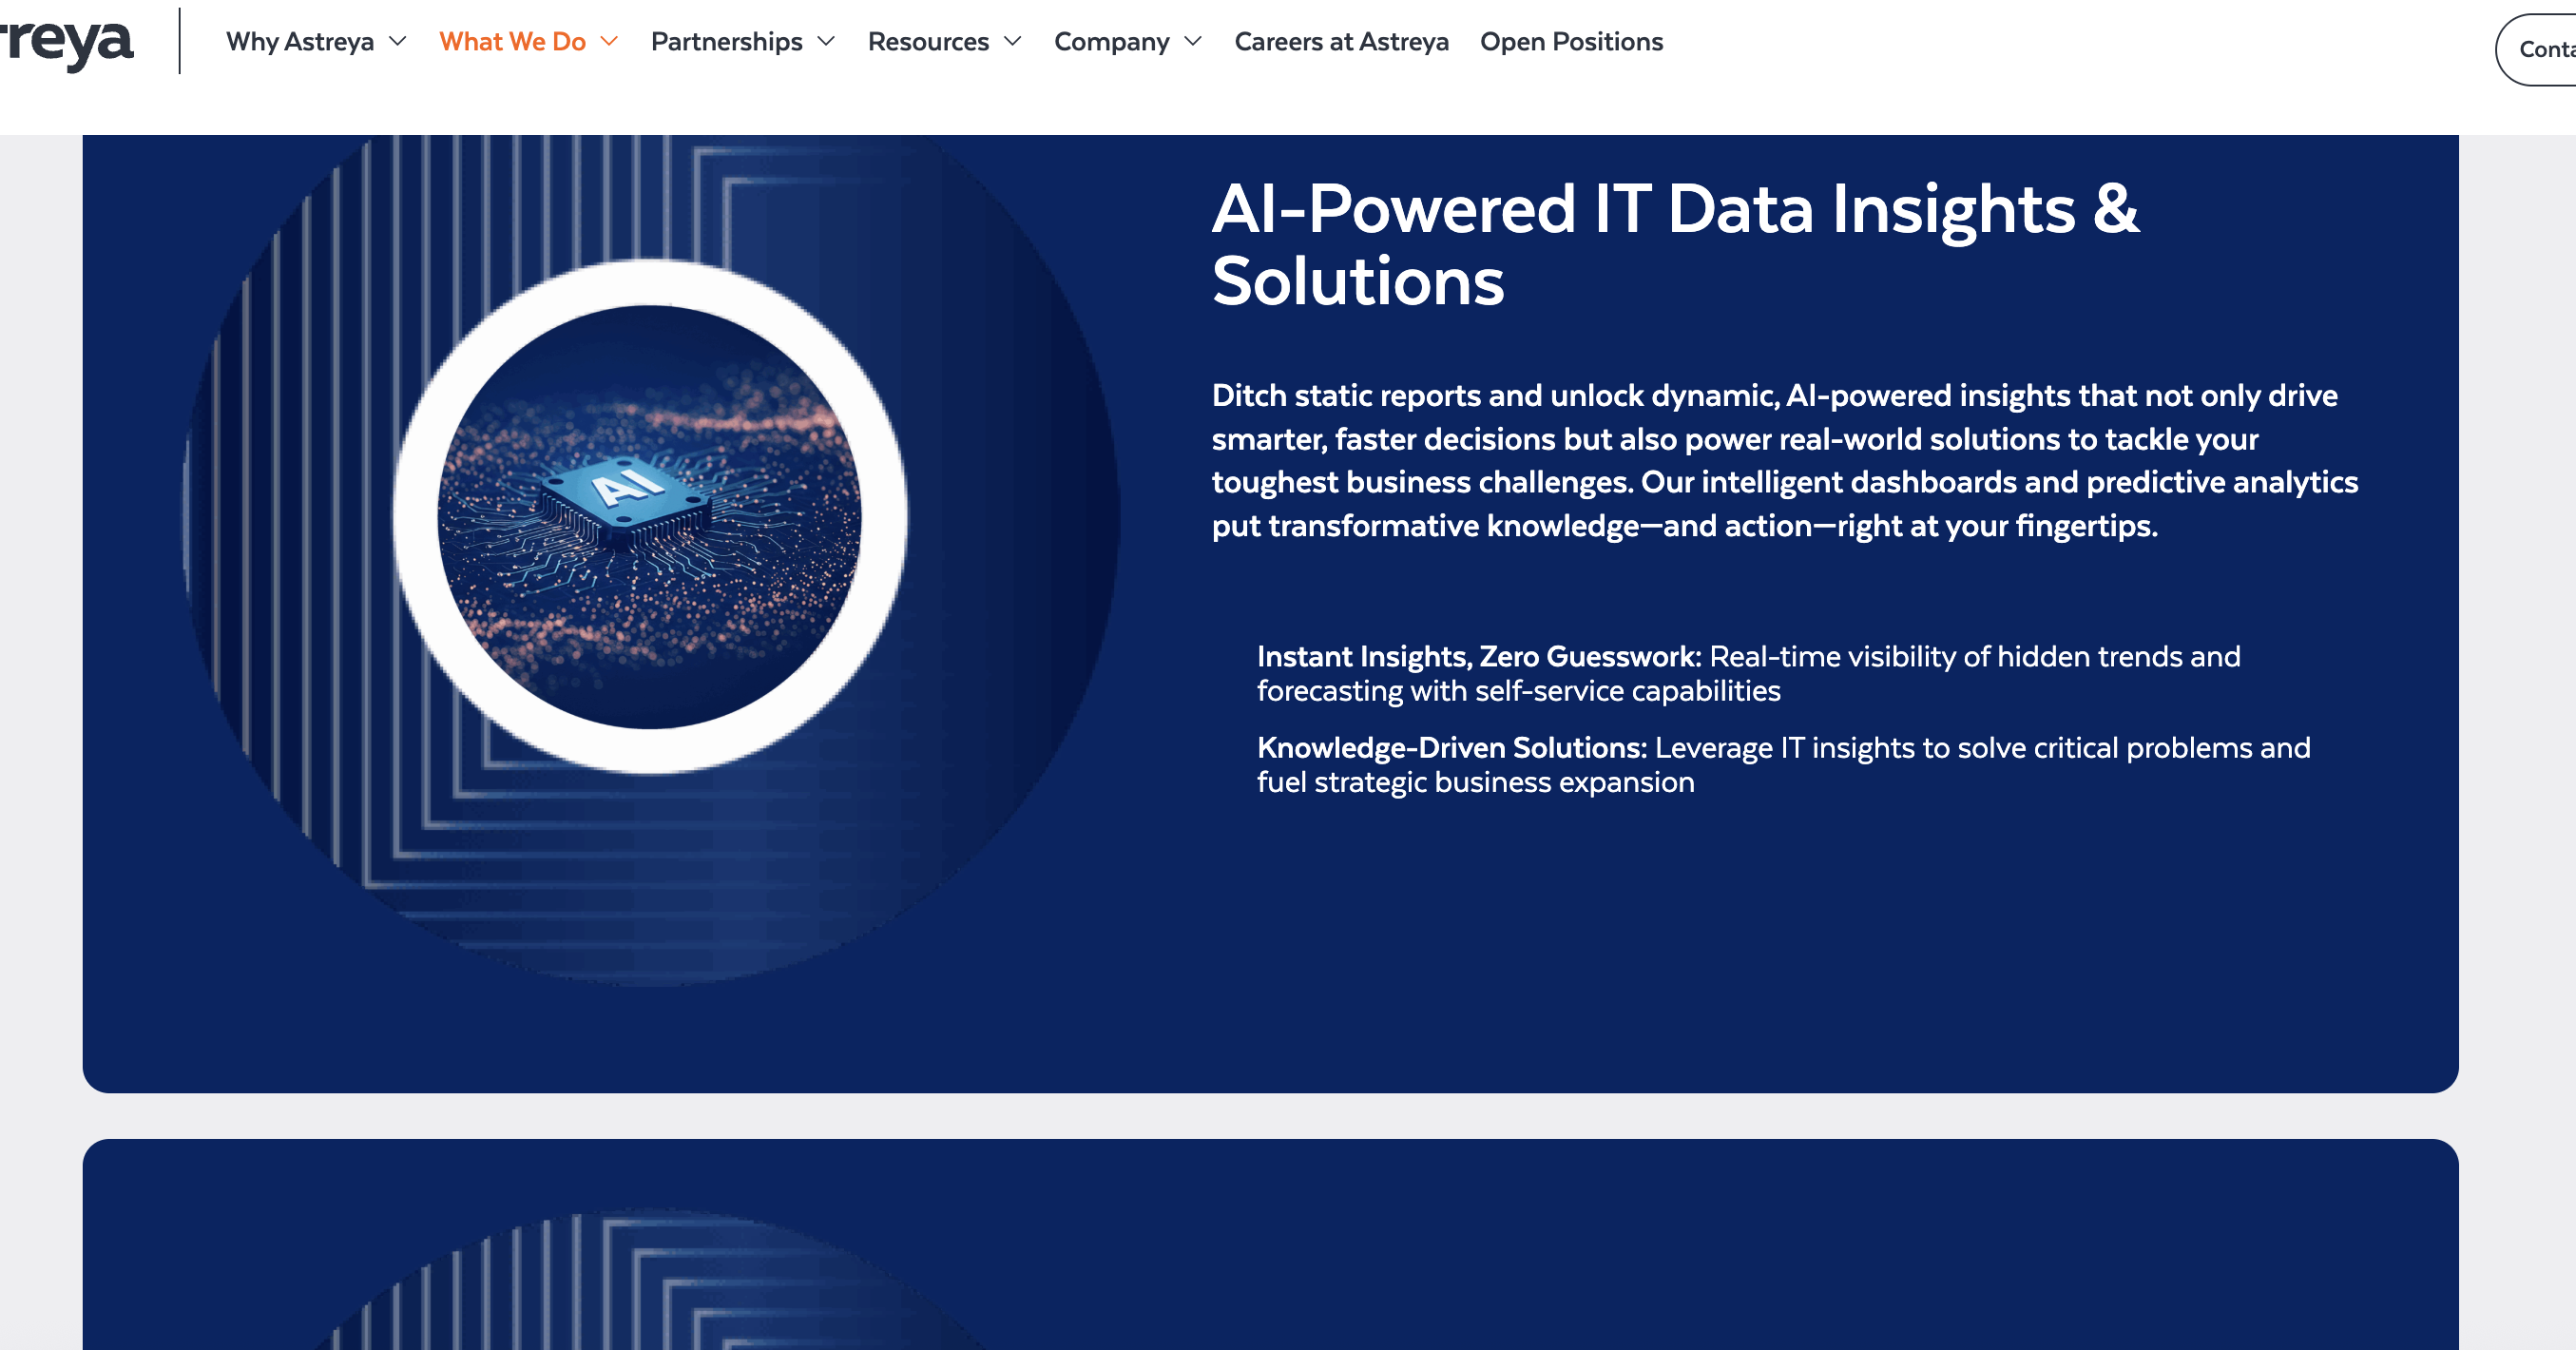 reya
Why Astreya
What We Do
Partnerships
Resources
Company
Careers at Astreya
Open Positions
AI-Powered IT Data Insights &
Solutions
Ditch static reports and unlock dynamic, AI-powered insights that not only drive
smarter, faster decisions but also power real-world solutions to tackle your
toughest business challenges. Our intelligent dashboards and predictive analytics
put transformative knowledge—and action—right at your fingertips.
AI
Instant Insights, Zero Guesswork: Real-time visibility of hidden trends and
forecasting with self-service capabilities
Knowledge-Driven Solutions: Leverage IT insights to solve critical problems and
fuel strategic business expansion